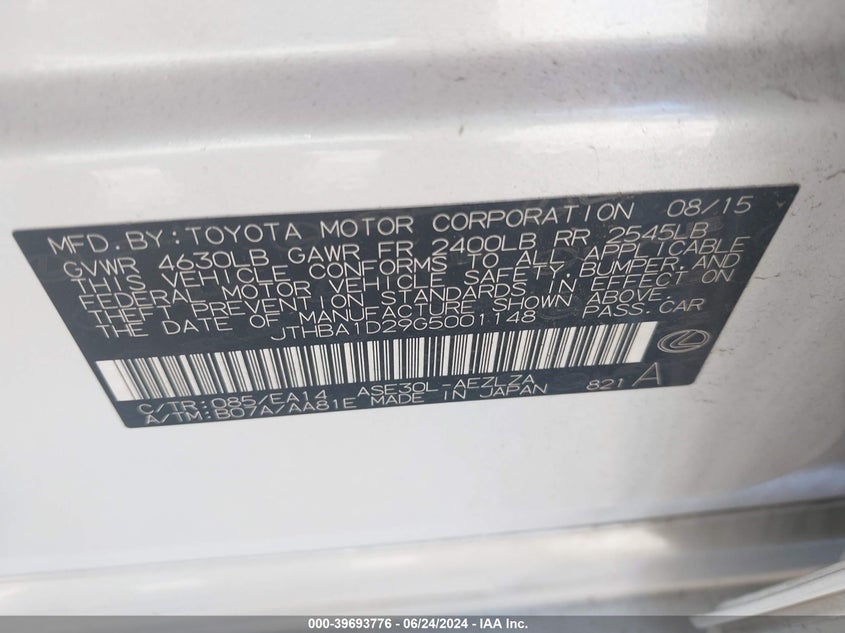 MFD. BY: TOYOTA MOTOR CORPORATION 08/15
GVWR 4630LB GAWR FR 2400LB RR 2545LB
THIS VEHICLE CONFORMS TO ALL APPLICABLE
FEDERAL MOTOR VEHICLE SAFETY, BUMPER, AND
THEFT PREVENTION STANDARDS IN EFFECT ON
THE DATE OF MANUFACTURE SHOWN ABOVE.
JTHBA1D29G5001148 PASS. CAR
C/TR: 085/EA14 ASE30L-AEZLZA
A/TM: B07A/AA81E MADE IN JAPAN 821 A
000-39693776 - 06/24/2024 - IAA Inc.